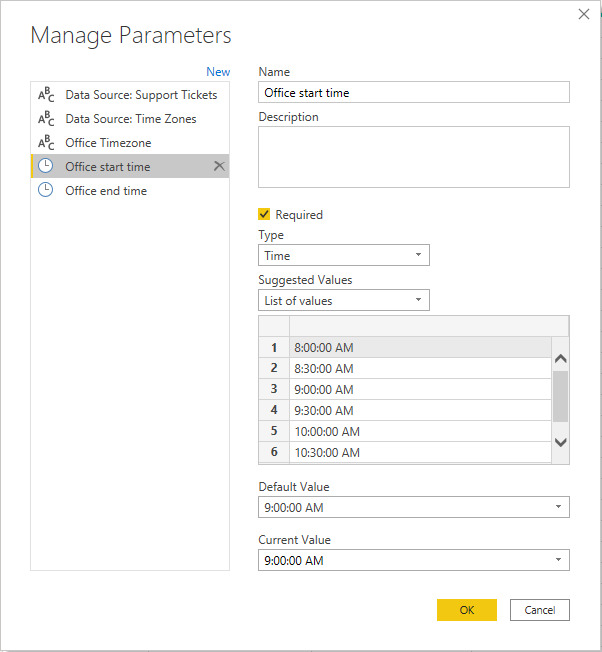 Manage Parameters
New
ABC Data Source: Support Tickets
ABC Data Source: Time Zones
ABC Office Timezone
Office start time
Office end time
Name
Office start time
Description
Required
Type
Time
Suggested Values
List of values
1 8:00:00 AM
2 8:30:00 AM
3 9:00:00 AM
4 9:30:00 AM
5 10:00:00 AM
6 10:30:00 AM
Default Value
9:00:00 AM
Current Value
9:00:00 AM
OK Cancel